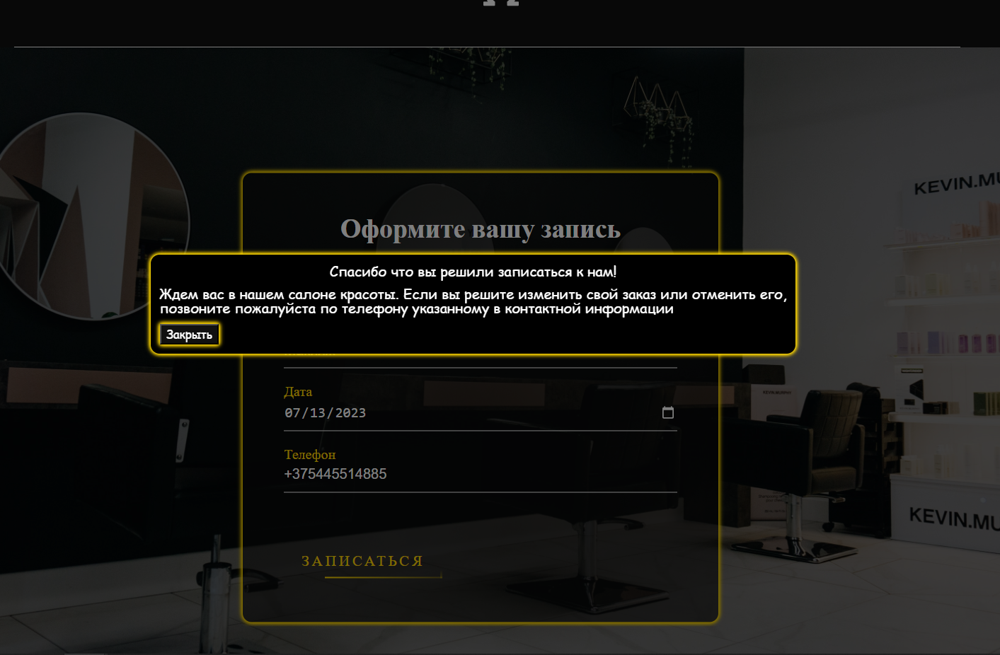 KEVIN.MU
Оформите вашу запись
Спасибо что вы решили записаться к нам!
Ждем вас в нашем салоне красоты. Если вы решите изменить свой заказ или отменить его,
позвоните пожалуйста по телефону указанному в контактной информации
Закрыть
Дата
07/13/2023
KEVIN.MURPHY
Телефон
+375445514885
KEVIN.MU
ЗАПИСАТЬСЯ